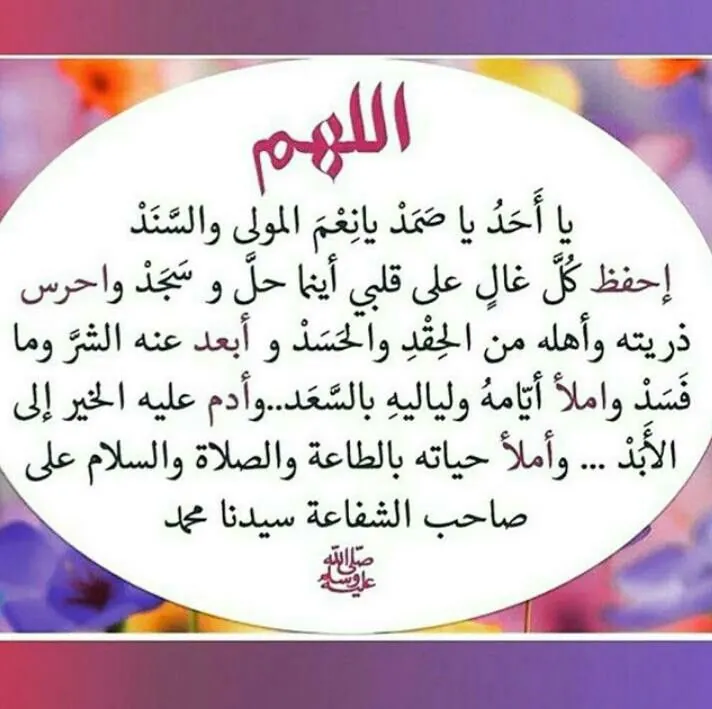 اللهم
يا أَحَدُ يا صَمَدْ يانِعْمَ المولى والسَّنَدْ
إحفظ كُلَّ غالٍ على قلبي أينما حلَّ و سَجَدْ واحرس
ذريته وأهله من الحِقْدِ والحَسَدْ و أبعد عنه الشرَّ وما
فَسَدْ واملأ أيّامهُ ولياليهِ بالسَّعَد..وأدم عليه الخير إلى
الأَبَدْ ... وأملأ حياته بالطاعة والصلاة والسلام على
صاحب الشفاعة سيدنا محمد
صلى الله عليه وسلم